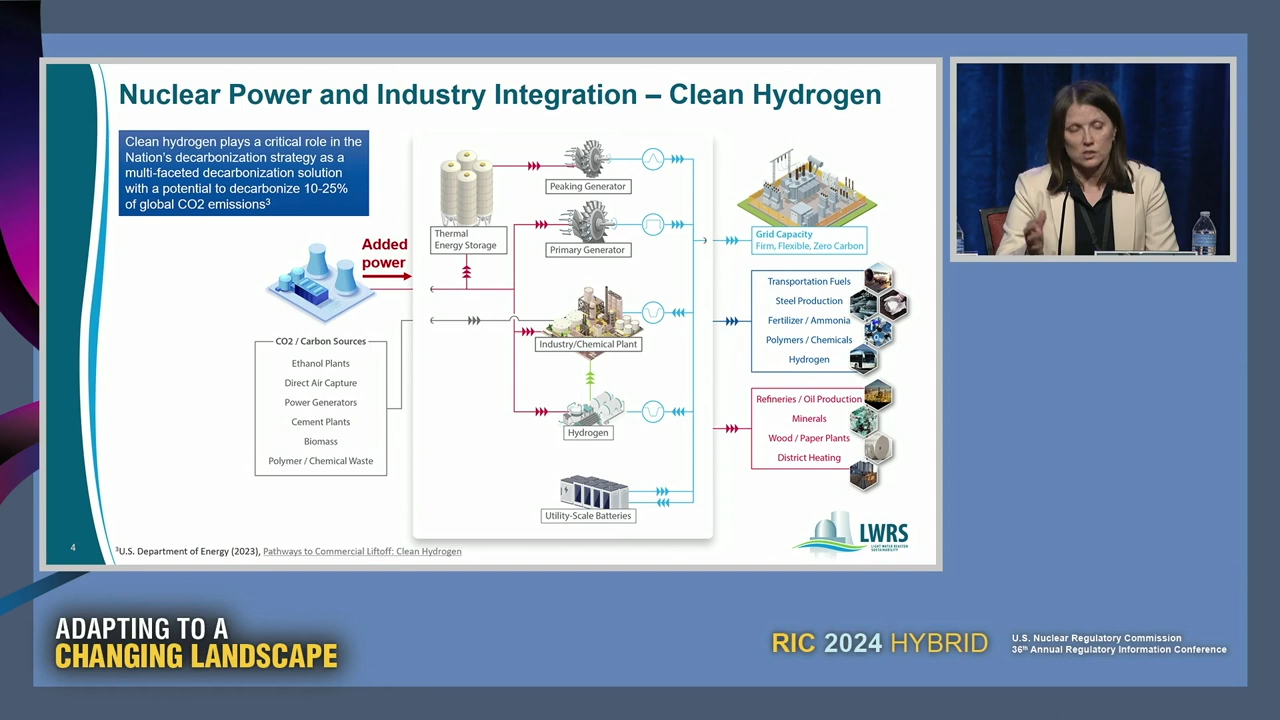 Nuclear Power and Industry Integration – Clean Hydrogen
Clean hydrogen plays a critical role in the
Nation's decarbonization strategy as a
multi-faceted decarbonization solution
with a potential to decarbonize 10-25%
of global CO2 emissions³
Added
power
CO2 / Carbon Sources
Ethanol Plants
Direct Air Capture
Power Generators
Cement Plants
Biomass
Polymer / Chemical Waste
Thermal
Energy Storage
Peaking Generator
Primary Generator
Industry/Chemical Plant
Hydrogen
Utility-Scale Batteries
Grid Capacity
Firm, Flexible, Zero Carbon
Transportation Fuels
Steel Production
Fertilizer / Ammonia
Polymers / Chemicals
Hydrogen
Refineries / Oil Production
Minerals
Wood / Paper Plants
District Heating
4
³U.S. Department of Energy (2023), Pathways to Commercial Liftoff: Clean Hydrogen
LWRS
LIGHT WATER REACTOR
SUSTAINABILITY
ADAPTING TO A
CHANGING LANDSCAPE
RIC 2024 HYBRID
U.S. Nuclear Regulatory Commission
36th Annual Regulatory Information Conference